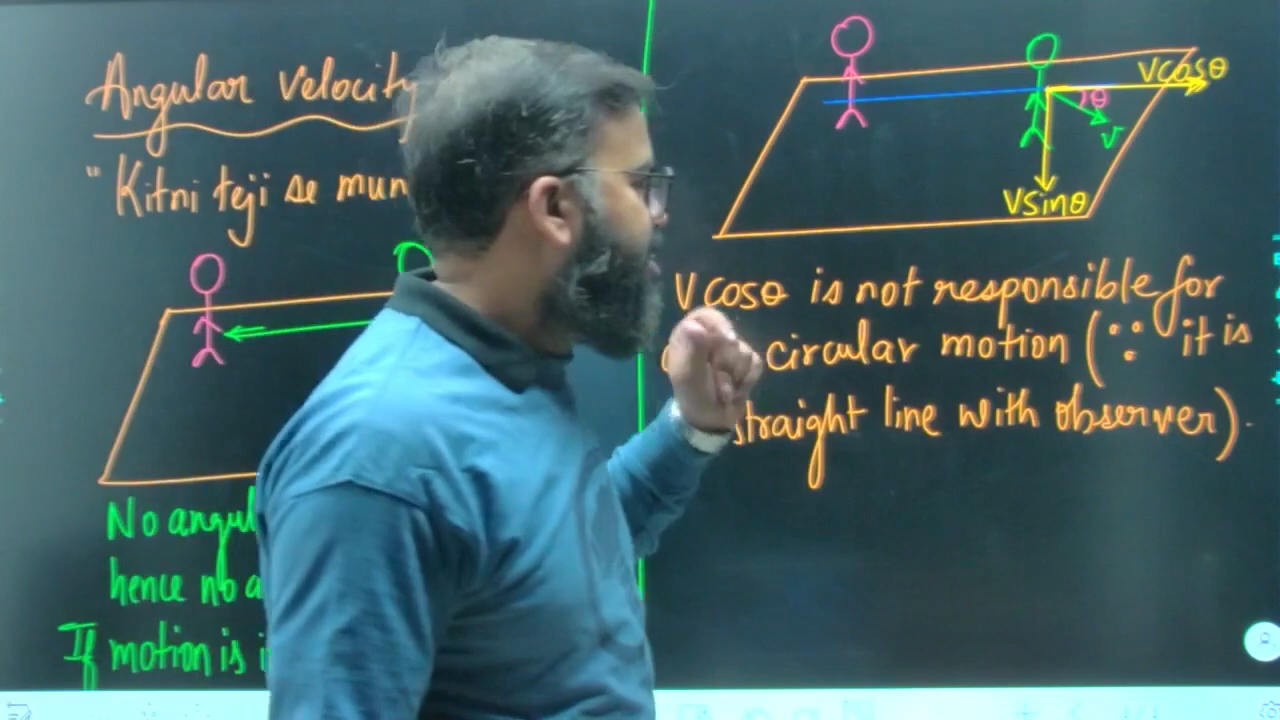 Angular velocity
"Kitni teji se mun
No angul
hence no a
If motion is i
Vcosθ
θ
v
Vsinθ
Vcosθ is not responsible for
circular motion (∵ it is
straight line with observer).